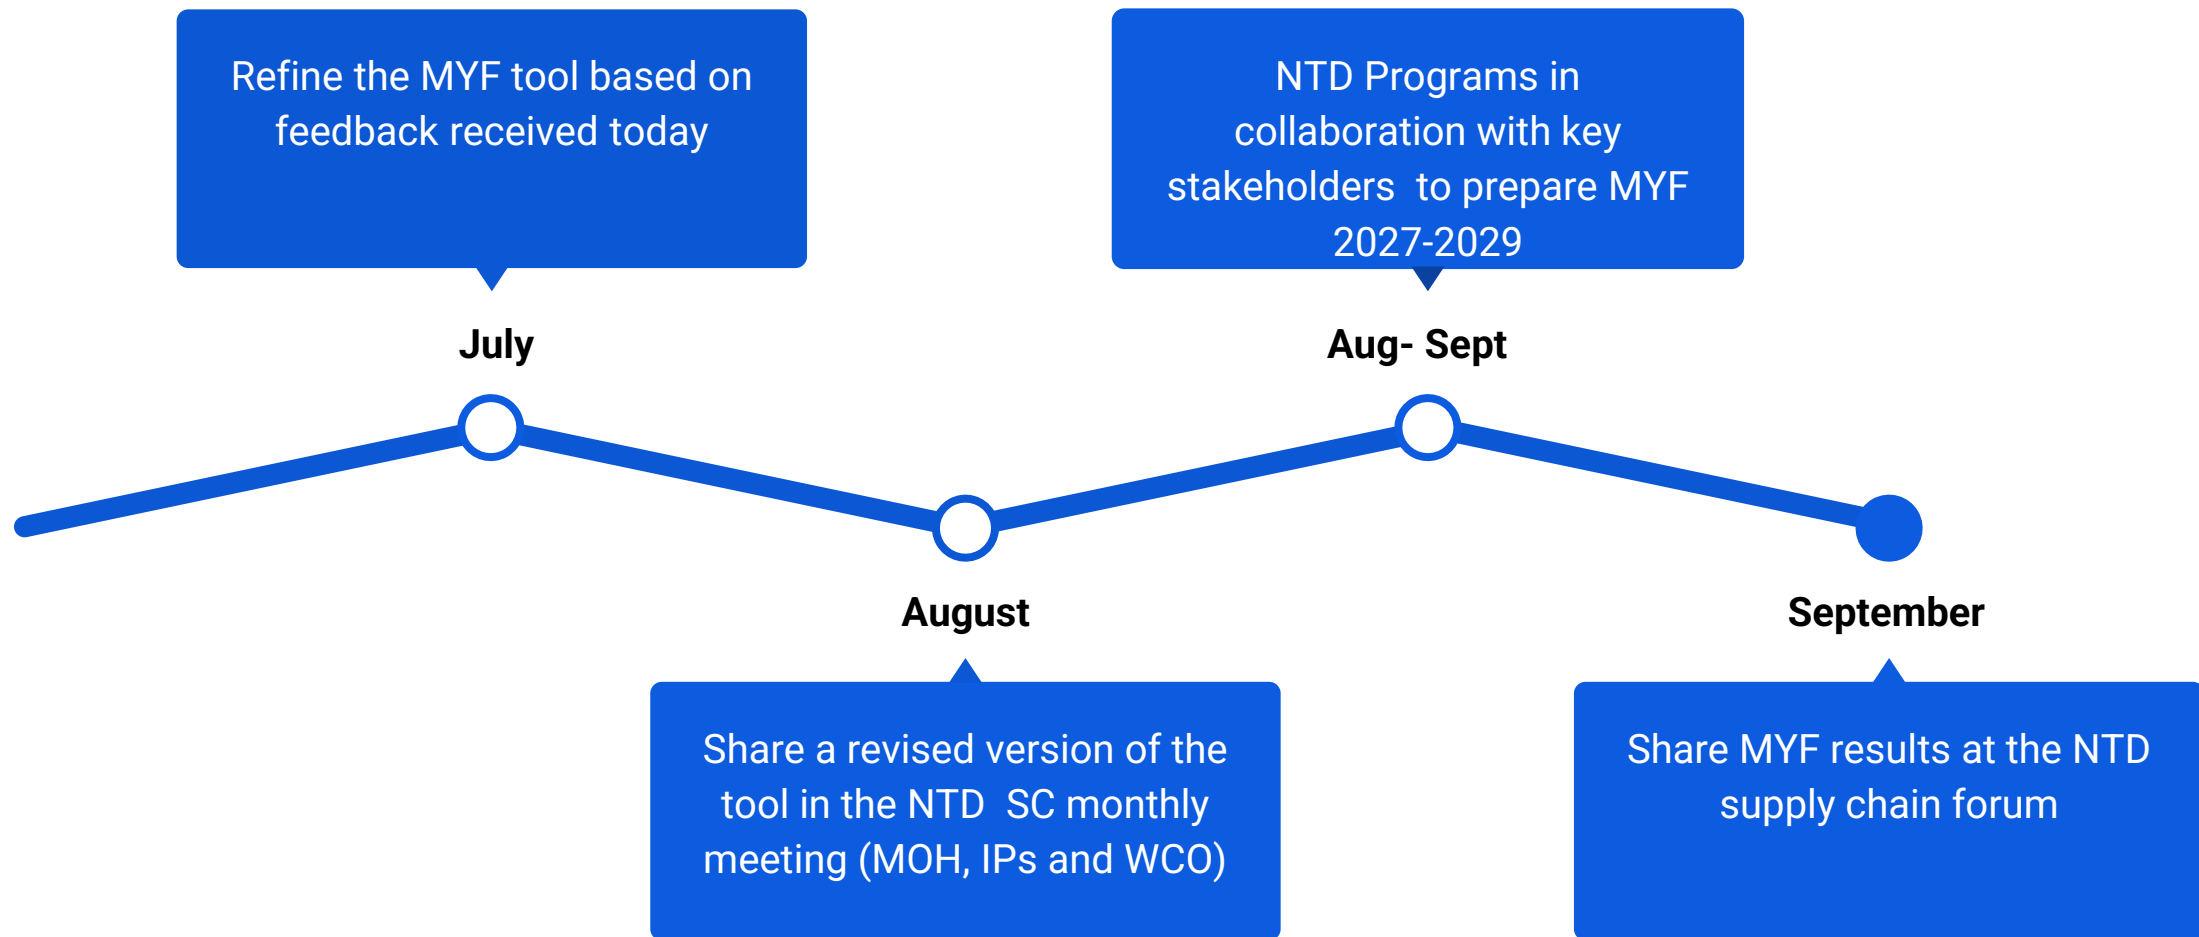 Refine the MYF tool based on
feedback received today
July
August
Share a revised version of the
tool in the NTD  SC monthly
meeting (MOH, IPs and WCO)
NTD Programs in
collaboration with key
stakeholders  to prepare MYF
2027-2029
Aug- Sept
September
Share MYF results at the NTD
supply chain forum